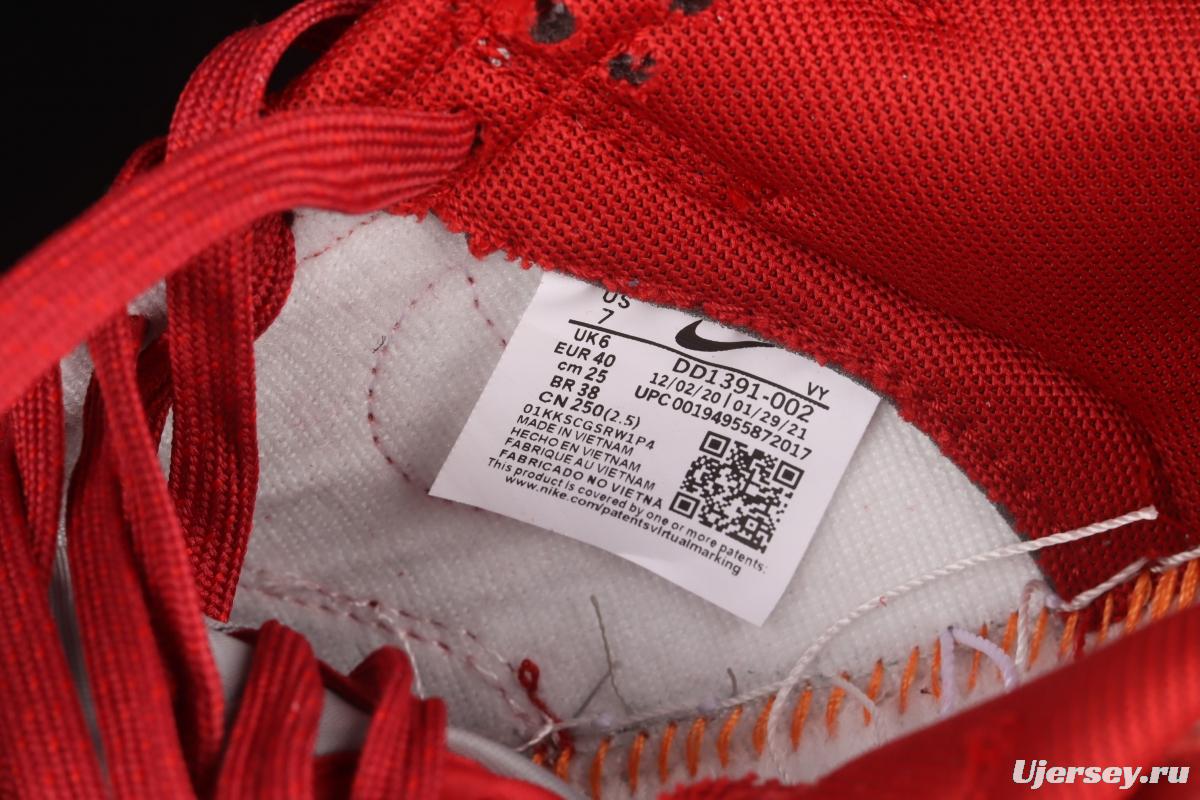 US
7
UK6
EUR 40
cm 25
BR 38
CN 250(2.5)
VY
DD1391-002
12/02/20|01/29/21
UPC 00194955872017
01KKSCGSRW1P4
MADE IN VIETNAM
HECHO EN VIETNAM
FABRIQUE AU VIETNAM
FABRICADO NO VIETNÃ
This product is covered by one or more patents:
www.nike.com/patentsvirtualmarking
Ujersey.ru